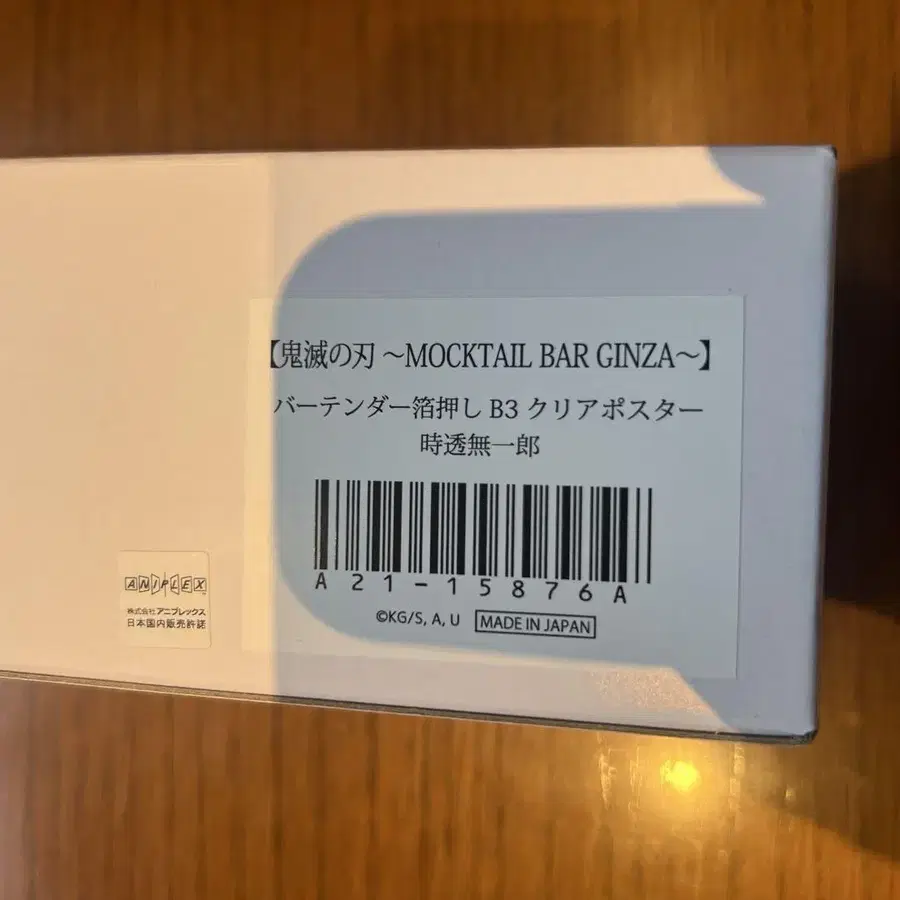 【鬼滅の刃 ～MOCKTAIL BAR GINZA～】
バーテンダー箔押し B3 クリアポスター
時透無一郎
A21-15876A
©KG/S, A, U MADE IN JAPAN
ANIPLEX
株式会社アニプレックス
日本国内販売許諾